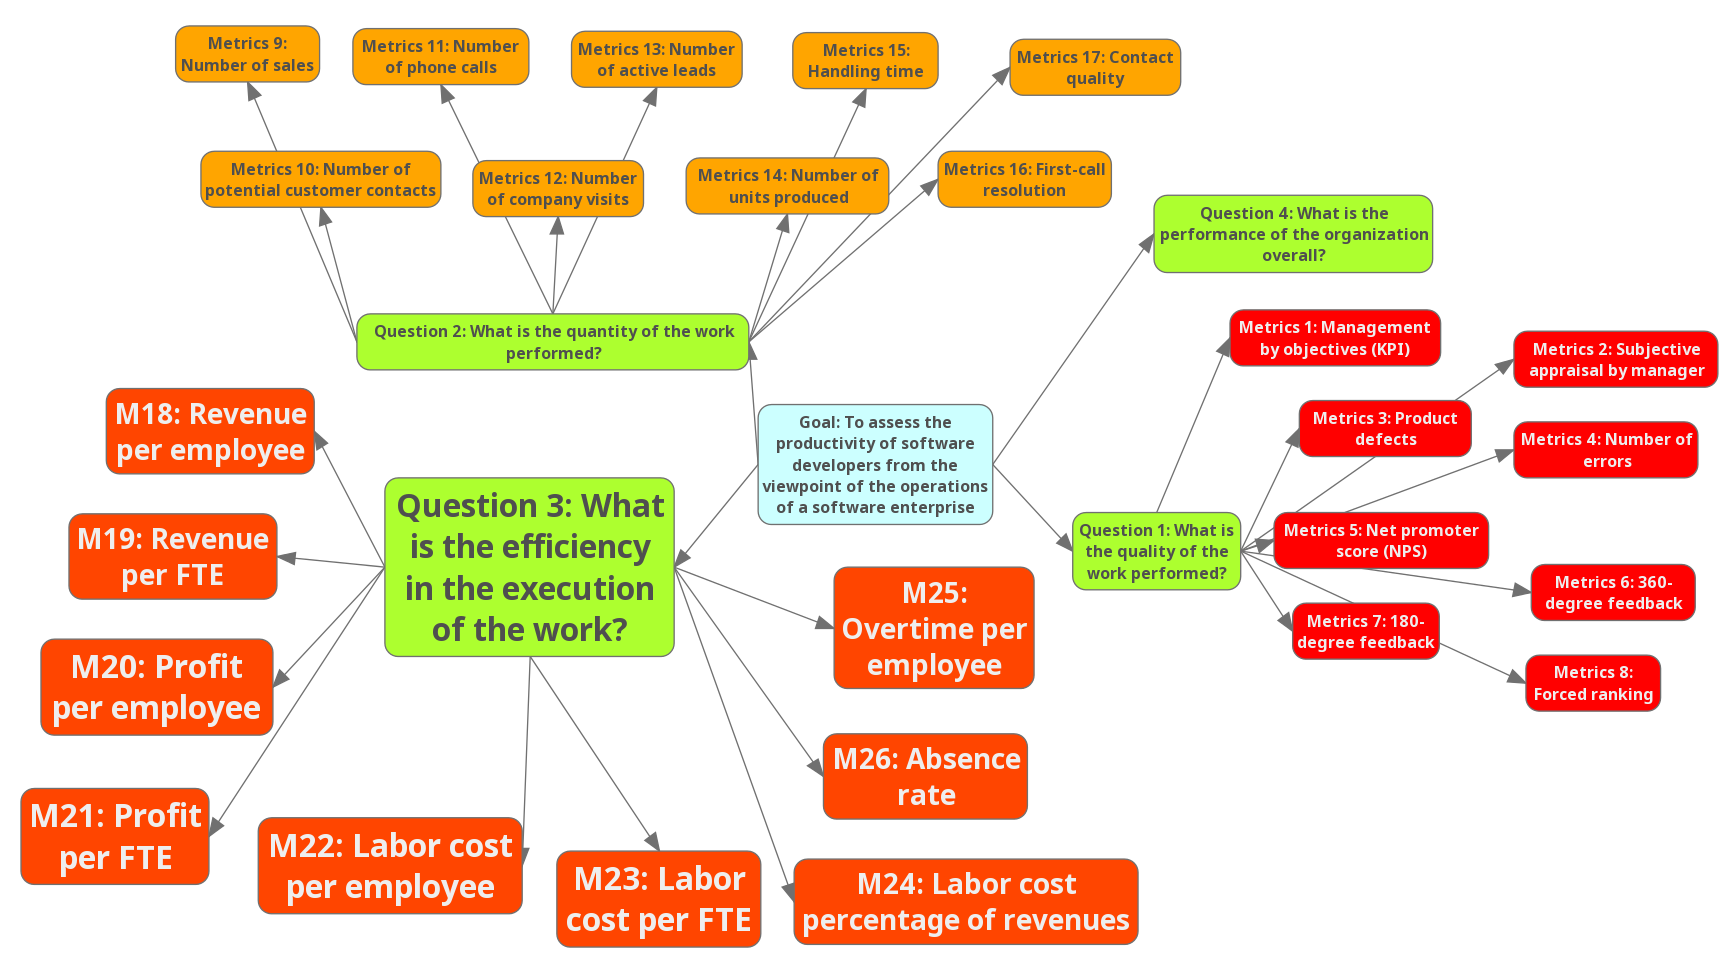 Metrics 9:
Number of sales
Metrics 11: Number
of phone calls
Metrics 13: Number
of active leads
Metrics 15:
Handling time
Metrics 17: Contact
quality
Metrics 10: Number of
potential customer contacts
Metrics 12: Number
of company visits
Metrics 14: Number of
units produced
Metrics 16: First-call
resolution
Question 4: What is the
performance of the organization
overall?
Question 2: What is the quantity of the work
performed?
Metrics 1: Management
by objectives (KPI)
Metrics 2: Subjective
appraisal by manager
Metrics 3: Product
defects
Metrics 4: Number of
errors
Goal: To assess the
productivity of software
developers from the
viewpoint of the operations
of a software enterprise
Question 1: What is
the quality of the
work performed?
Metrics 5: Net promoter
score (NPS)
Metrics 6: 360-
degree feedback
Metrics 7: 180-
degree feedback
Metrics 8:
Forced ranking
M18: Revenue
per employee
Question 3: What
is the efficiency
in the execution
of the work?
M19: Revenue
per FTE
M20: Profit
per employee
M21: Profit
per FTE
M22: Labor cost
per employee
M23: Labor
cost per FTE
M24: Labor cost
percentage of revenues
M25:
Overtime per
employee
M26: Absence
rate